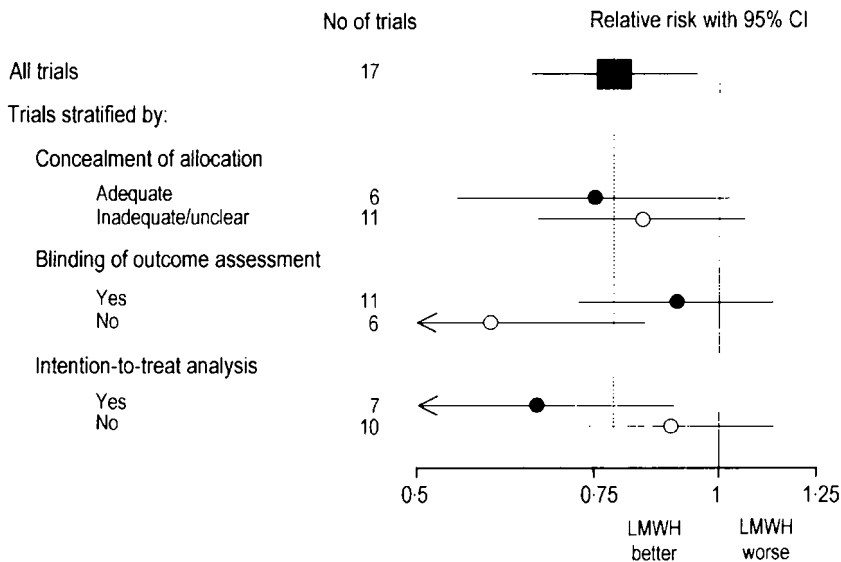 No of trials Relative risk with 95% CI
All trials 17
Trials stratified by:
Concealment of allocation
Adequate 6
Inadequate/unclear 11
Blinding of outcome assessment
Yes 11
No 6
Intention-to-treat analysis
Yes 7
No 10
0·5 0·75 1 1·25
LMWH LMWH
better worse